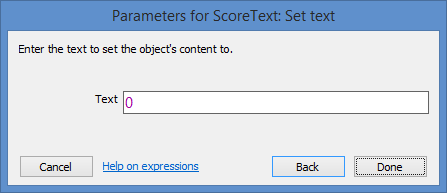 Parameters for ScoreText: Set text
Enter the text to set the object's content to.
Text 0
Cancel Help on expressions Back Done